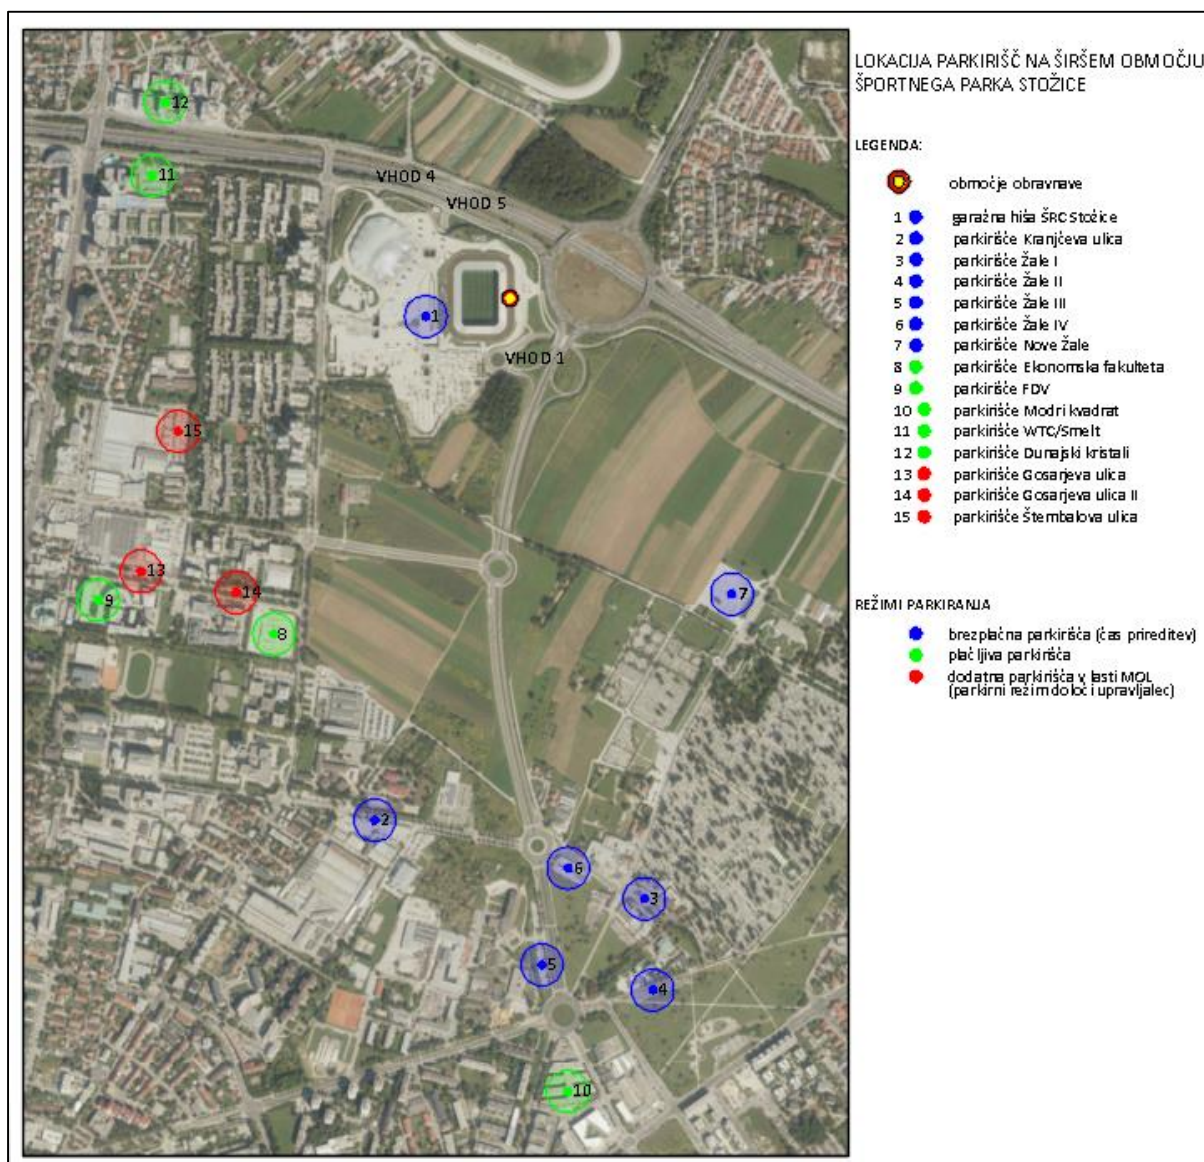 LOKACIJA PARKIRIŠČ NA ŠIRŠEM OBMOČJU
ŠPORTNEGA PARKA STOŽICE
LEGENDA:
območje obravnave
1 garažna hiša ŠRC Stožice
2 parkirišče Kranjčeva ulica
3 parkirišče Žale I
4 parkirišče Žale II
5 parkirišče Žale III
6 parkirišče Žale IV
7 parkirišče Nove Žale
8 parkirišče Ekonomska fakulteta
9 parkirišče FDV
10 parkirišče Modri kvadrat
11 parkirišče WTC/Smelt
12 parkirišče Dunajski kristali
13 parkirišče Gosarjeva ulica
14 parkirišče Gosarjeva ulica II
15 parkirišče Štembalova ulica
REŽIMI PARKIRANJA
brezplačna parkirišča (čas prireditev)
plačljiva parkirišča
dodatna parkirišča v lasti MOL
(parkirni režim določi upravljalec)
12
11
VHOD 4
VHOD 5
1
VHOD 1
15
13
14
9
8
7
2
6
3
5
4
10